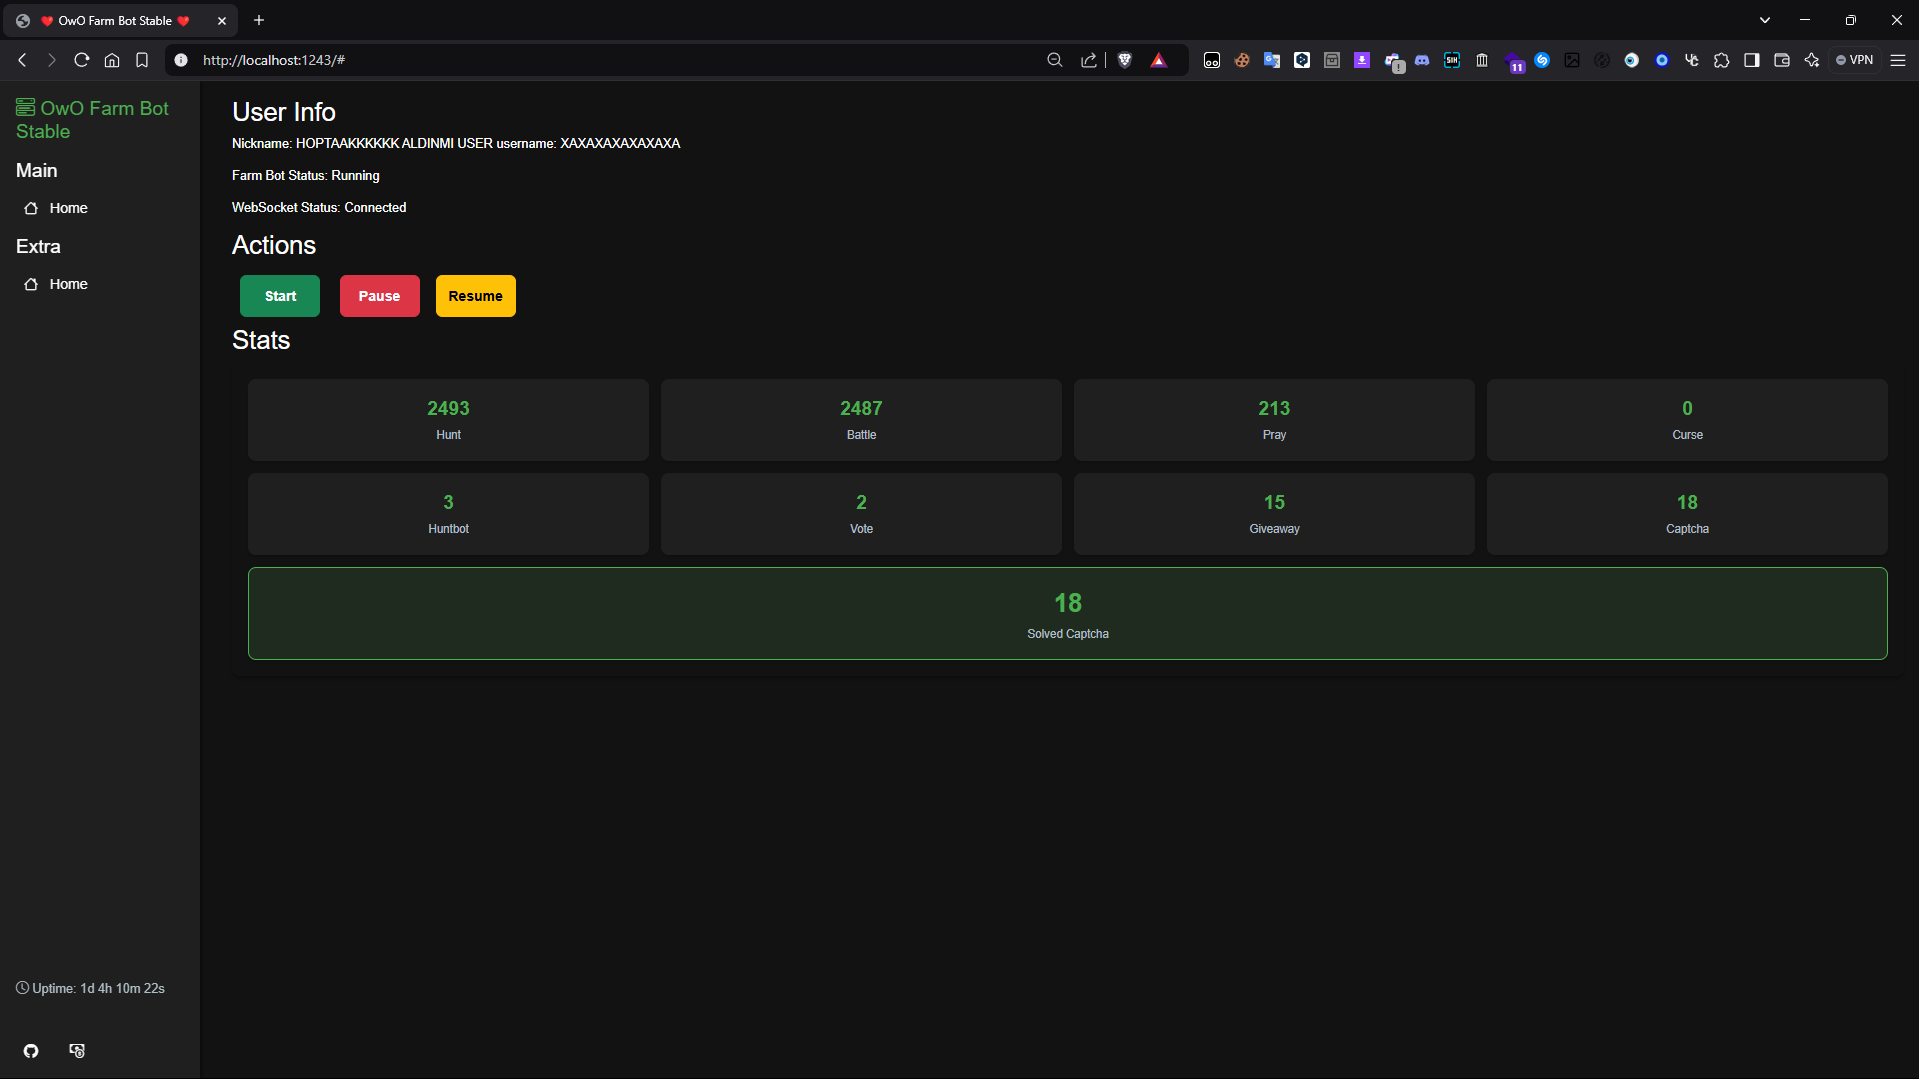 ❤️ OwO Farm Bot Stable ❤️
http://localhost:1243/#
SIH
11
VPN
OwO Farm Bot
Stable
Main
Home
Extra
Home
Uptime: 1d 4h 10m 22s
User Info
Nickname: HOPTAAKKKKKK ALDINMI USER username: XAXAXAXAXAXAXA
Farm Bot Status: Running
WebSocket Status: Connected
Actions
Start
Pause
Resume
Stats
2493
Hunt
2487
Battle
213
Pray
0
Curse
3
Huntbot
2
Vote
15
Giveaway
18
Captcha
18
Solved Captcha